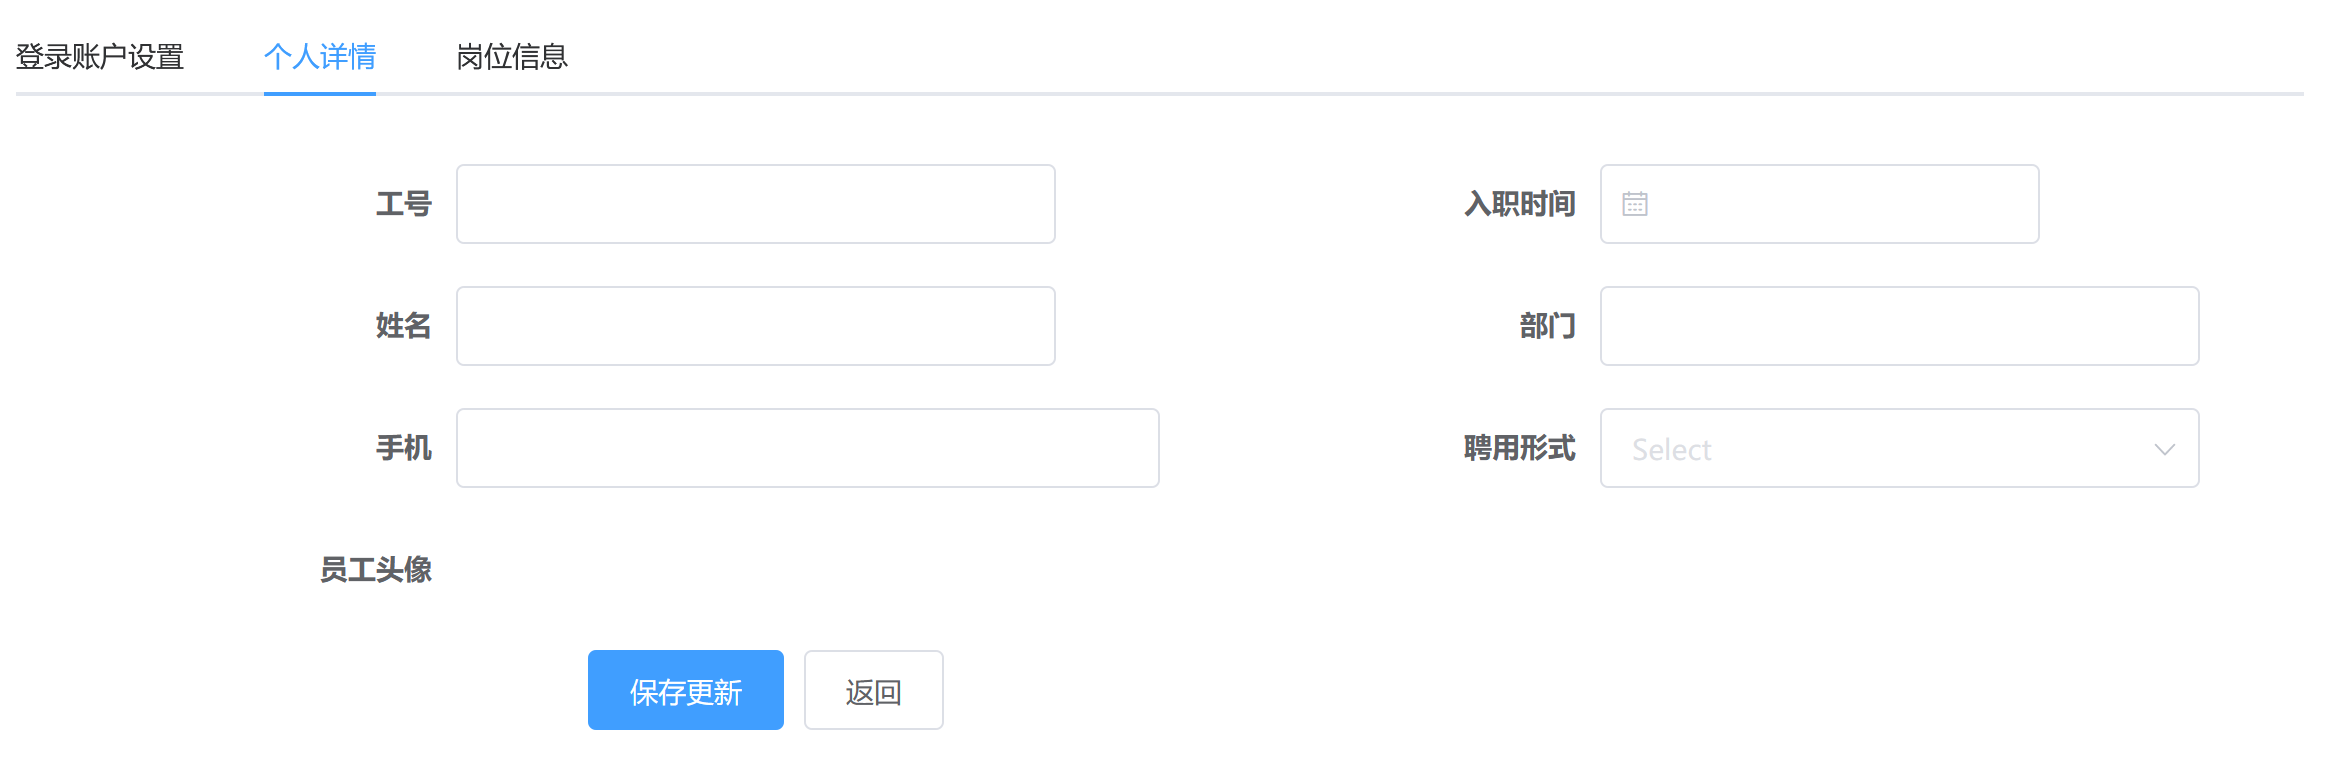 登录账户设置 个人详情 岗位信息
工号 入职时间
姓名 部门
手机 聘用形式 Select
员工头像
保存更新 返回